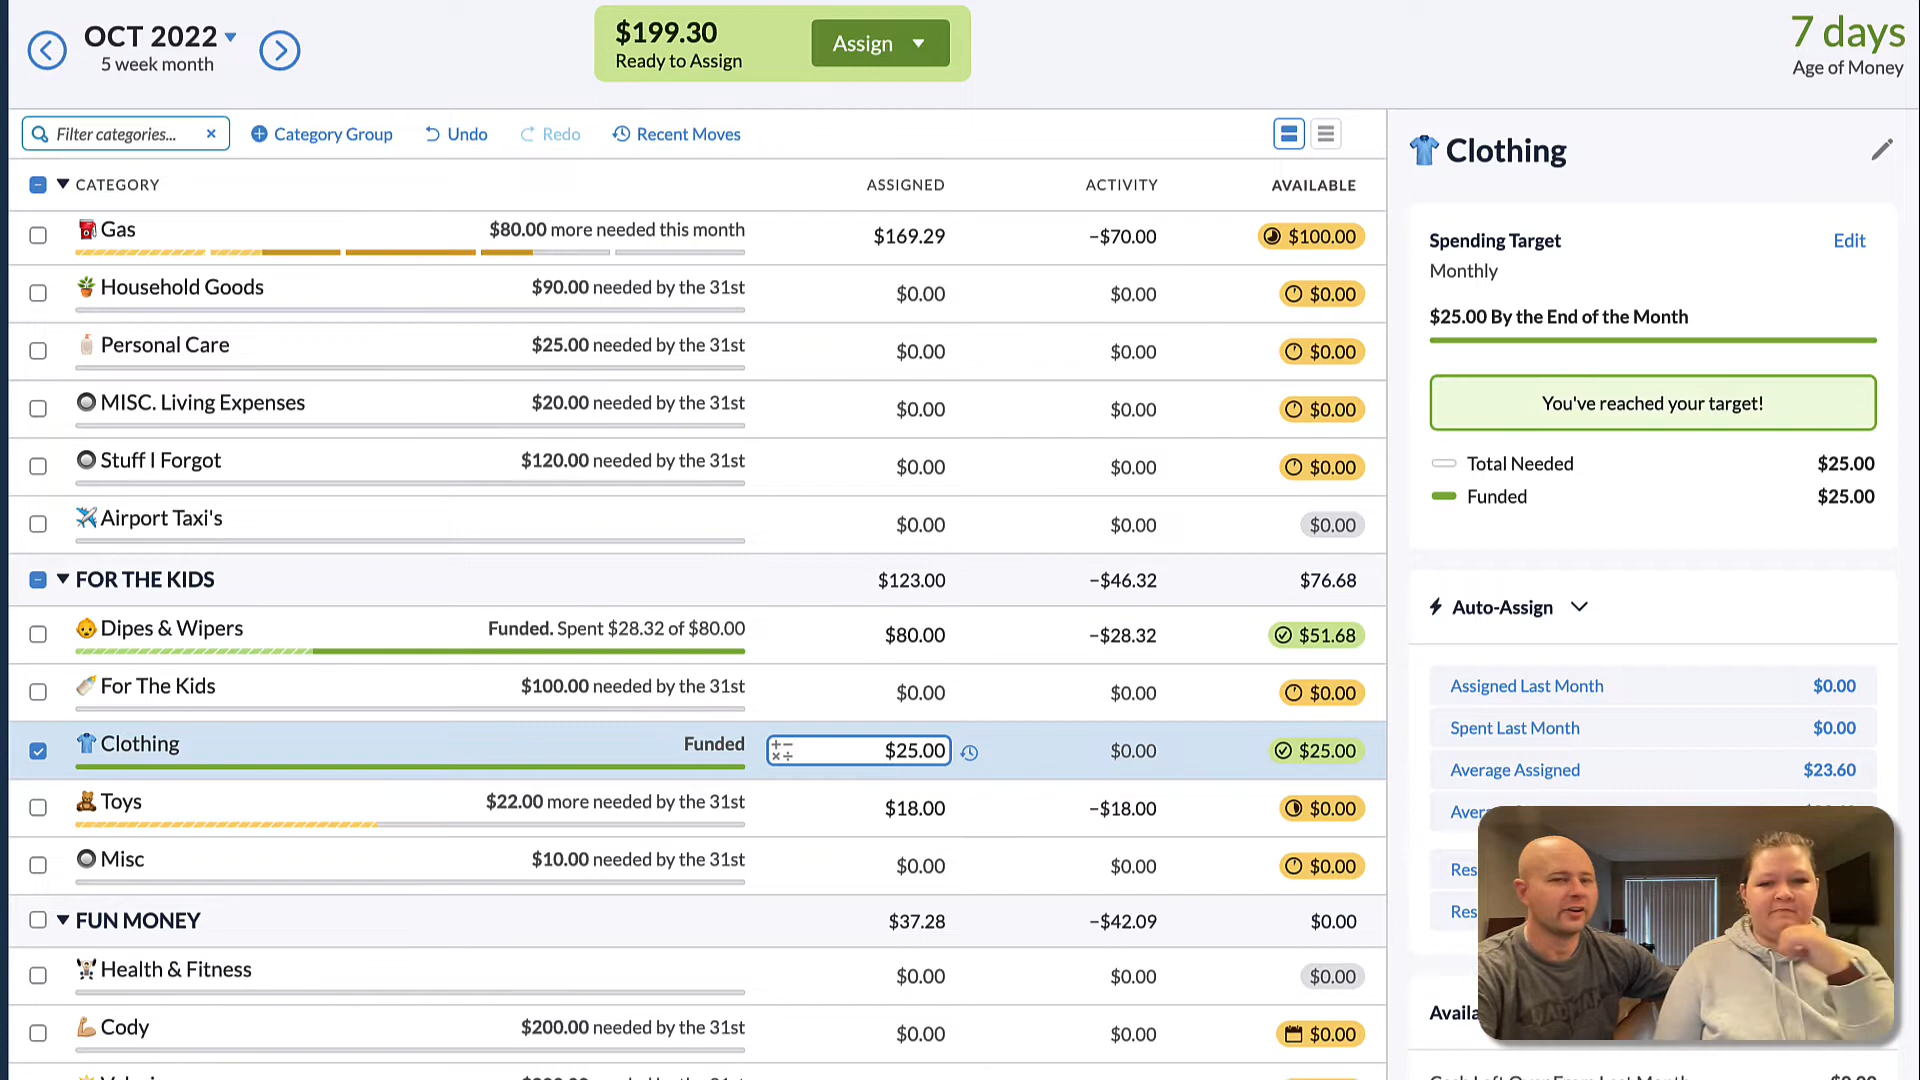 OCT 2022
5 week month
$199.30
Ready to Assign
Assign
7 days
Age of Money
Filter categories...
Category Group
Undo
Redo
Recent Moves
CATEGORY
ASSIGNED
ACTIVITY
AVAILABLE
Gas
$80.00 more needed this month
$169.29
−$70.00
$100.00
Household Goods
$90.00 needed by the 31st
$0.00
$0.00
$0.00
Personal Care
$25.00 needed by the 31st
$0.00
$0.00
$0.00
MISC. Living Expenses
$20.00 needed by the 31st
$0.00
$0.00
$0.00
Stuff I Forgot
$120.00 needed by the 31st
$0.00
$0.00
$0.00
Airport Taxi's
$0.00
$0.00
$0.00
FOR THE KIDS
$123.00
−$46.32
$76.68
Dipes & Wipers
Funded. Spent $28.32 of $80.00
$80.00
−$28.32
$51.68
For The Kids
$100.00 needed by the 31st
$0.00
$0.00
$0.00
Clothing
Funded
$25.00
$0.00
$25.00
Toys
$22.00 more needed by the 31st
$18.00
−$18.00
$0.00
Misc
$10.00 needed by the 31st
$0.00
$0.00
$0.00
FUN MONEY
$37.28
−$42.09
$0.00
Health & Fitness
$0.00
$0.00
$0.00
Cody
$200.00 needed by the 31st
$0.00
$0.00
$0.00
Clothing
Spending Target
Edit
Monthly
$25.00 By the End of the Month
You've reached your target!
Total Needed
$25.00
Funded
$25.00
Auto-Assign
Assigned Last Month
$0.00
Spent Last Month
$0.00
Average Assigned
$23.60
Aver
Res
Res
Availa